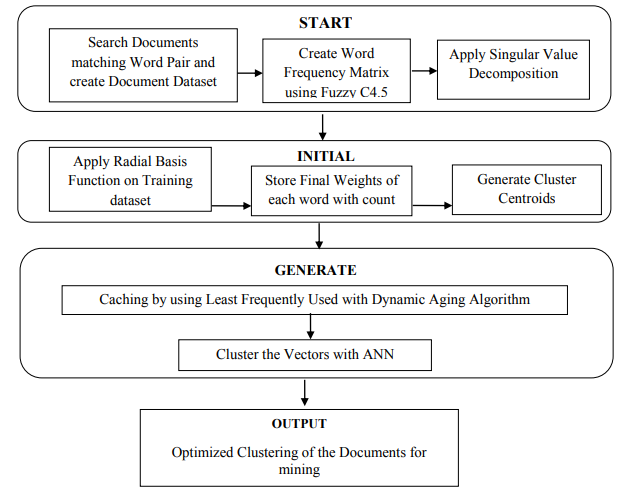 START
Search Documents
matching Word Pair and
create Document Dataset
Create Word
Frequency Matrix
using Fuzzy C4.5
Apply Singular Value
Decomposition
INITIAL
Apply Radial Basis
Function on Training
dataset
Store Final Weights of
each word with count
Generate Cluster
Centroids
GENERATE
Caching by using Least Frequently Used with Dynamic Aging Algorithm
Cluster the Vectors with ANN
OUTPUT
Optimized Clustering of the Documents for
mining